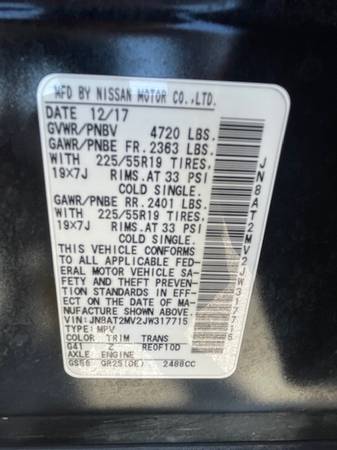 MFD BY NISSAN MOTOR CO.,LTD.
DATE 12/17
GVWR/PNBV 4720 LBS.
GAWR/PNBE FR. 2363 LBS.
WITH 225/55R19 TIRES.
19X7J RIMS.AT 33 PSI
COLD SINGLE.
GAWR/PNBE RR. 2401 LBS.
WITH 225/55R19 TIRES.
19X7J RIMS.AT 33 PSI
COLD SINGLE.
THIS VEHICLE CONFORMS
TO ALL APPLICABLE FED-
ERAL MOTOR VEHICLE SA-
FETY AND THEFT PREVEN-
TION STANDARDS IN EFF-
ECT ON THE DATE OF MA-
NUFACTURE SHOWN ABOVE.
VIN:JN8AT2MV2JW317715
TYPE:MPV
COLOR TRIM TRANS
G41 Z RE0F10D
AXLE ENGINE
GS58 QR25(DE) 2488CC
JN8AT2MV2JW317715